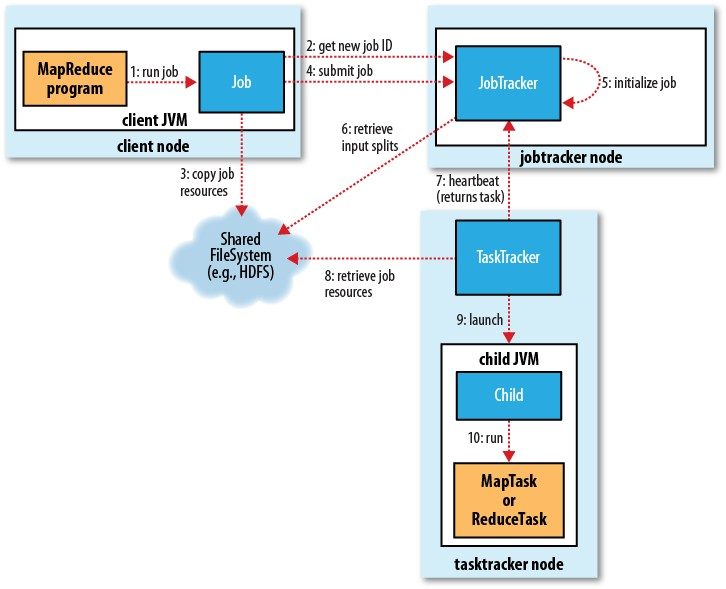 MapReduce
program
1: run job
Job
client JVM
client node
2: get new job ID
4: submit job
JobTracker
5: initialize job
jobtracker node
3: copy job
resources
6: retrieve
input splits
7: heartbeat
(returns task)
Shared
FileSystem
(e.g., HDFS)
8: retrieve job
resources
TaskTracker
9: launch
child JVM
Child
10: run
MapTask
or
ReduceTask
tasktracker node